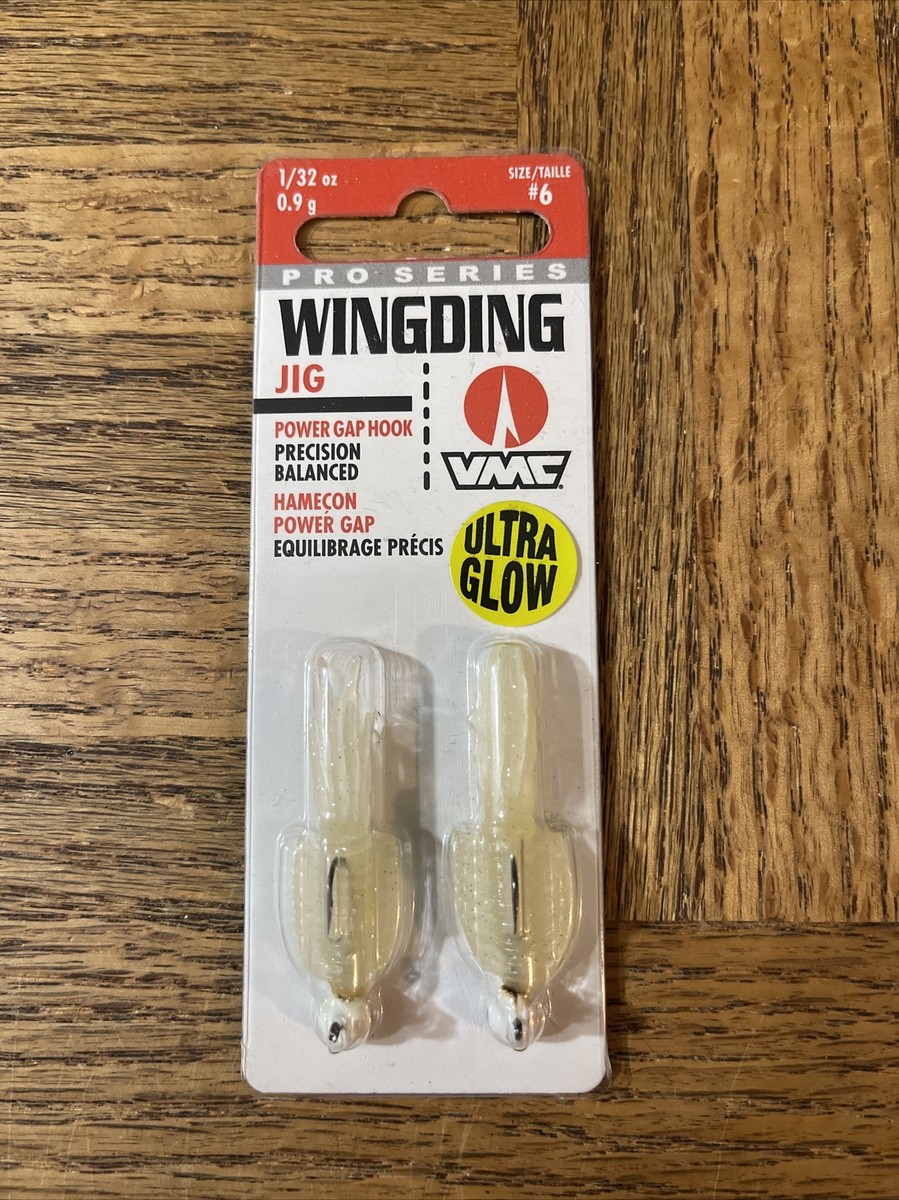 1/32 oz
0.9 g
SIZE/TAILLE
#6
PRO SERIES
WINGDING
JIG
POWER GAP HOOK
PRECISION
BALANCED
HAMEÇON
POWER GAP
EQUILIBRAGE PRÉCIS
VMC
ULTRA
GLOW